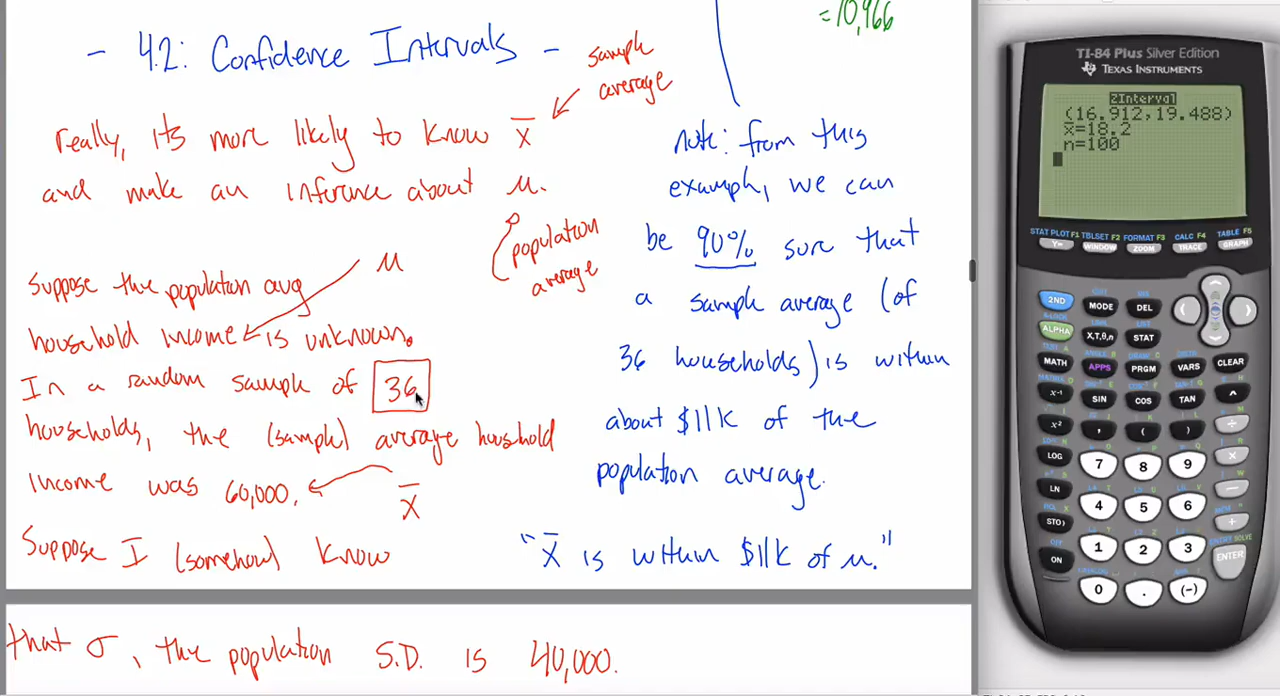 =10,966
- 4.2: Confidence Intervals -
sample
average
Really, its more likely to know x̄
and make an inference about μ.
population
average
Suppose the population avg μ
household income is unknown.
In a random sample of 36
households, the (sample) average houshold
income was 60,000.
x̄
Suppose I (somehow) know
that σ, the population S.D. is 40,000.
note: from this
example, we can
be 90% sure that
a sample average (of
36 households) is within
about $11k of the
population average.
"x̄ is within $11k of μ."
TI-84 Plus Silver Edition
TEXAS INSTRUMENTS
ZInterval
(16.912,19.488)
x̄=18.2
n=100
STAT PLOT F1 TBLSET F2 FORMAT F3 CALC F4 TABLE F5
Y= WINDOW ZOOM TRACE GRAPH
2ND MODE DEL
ALPHA X,T,θ,n STAT
MATH APPS PRGM VARS CLEAR
x⁻¹ SIN COS TAN ^
x² , ( ) ÷
LOG 7 8 9 ×
LN 4 5 6 −
STO› 1 2 3 +
ON 0 . (-) ENTER